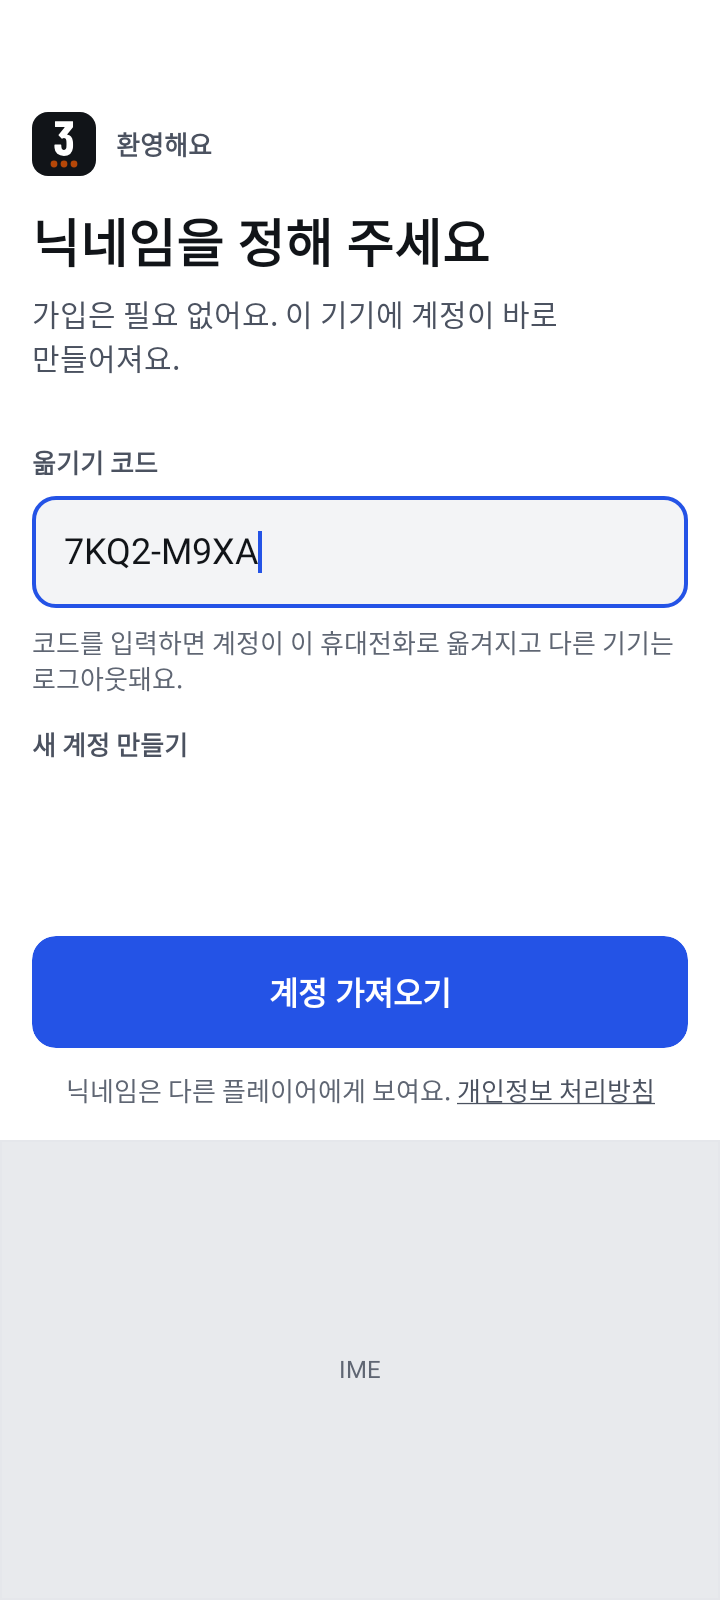 3
환영해요
닉네임을 정해 주세요
가입은 필요 없어요. 이 기기에 계정이 바로
만들어져요.
옮기기 코드
7KQ2-M9XA
코드를 입력하면 계정이 이 휴대전화로 옮겨지고 다른 기기는
로그아웃돼요.
새 계정 만들기
계정 가져오기
닉네임은 다른 플레이어에게 보여요. 개인정보 처리방침
IME